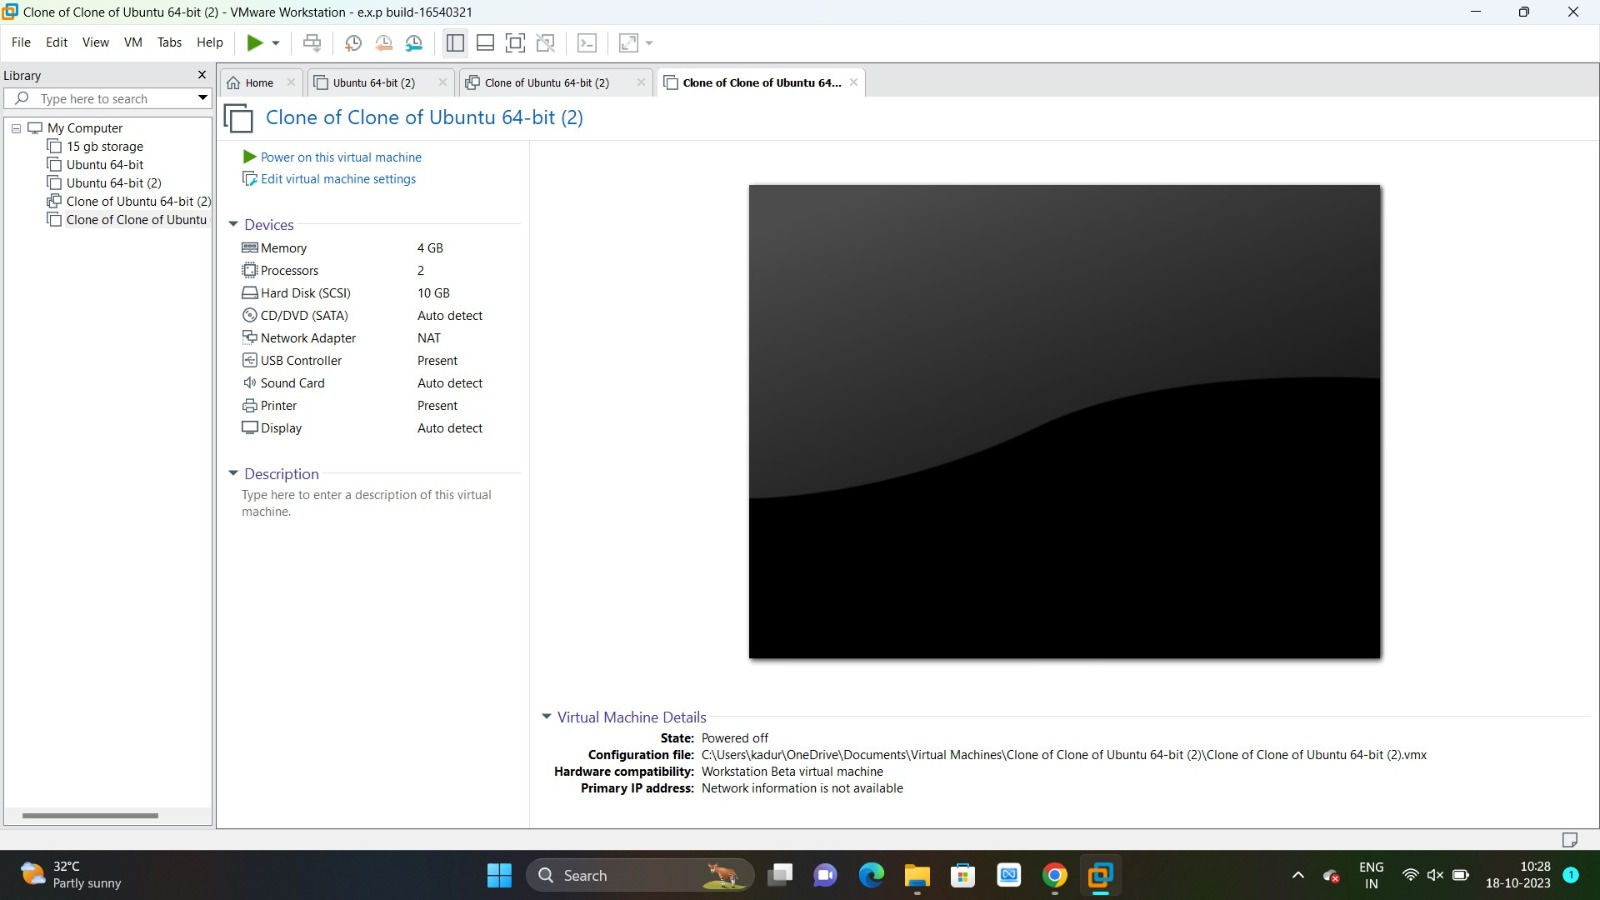 Clone of Clone of Ubuntu 64-bit (2) - VMware Workstation - e.x.p build-16540321
File Edit View VM Tabs Help
Library
Type here to search
My Computer
15 gb storage
Ubuntu 64-bit
Ubuntu 64-bit (2)
Clone of Ubuntu 64-bit (2)
Clone of Clone of Ubuntu
Home
Ubuntu 64-bit (2)
Clone of Ubuntu 64-bit (2)
Clone of Clone of Ubuntu 64...
Clone of Clone of Ubuntu 64-bit (2)
Power on this virtual machine
Edit virtual machine settings
Devices
Memory 4 GB
Processors 2
Hard Disk (SCSI) 10 GB
CD/DVD (SATA) Auto detect
Network Adapter NAT
USB Controller Present
Sound Card Auto detect
Printer Present
Display Auto detect
Description
Type here to enter a description of this virtual
machine.
Virtual Machine Details
State: Powered off
Configuration file: C:\Users\kadur\OneDrive\Documents\Virtual Machines\Clone of Clone of Ubuntu 64-bit (2)\Clone of Clone of Ubuntu 64-bit (2).vmx
Hardware compatibility: Workstation Beta virtual machine
Primary IP address: Network information is not available
32°C
Partly sunny
Search
ENG
IN
10:28
18-10-2023
1